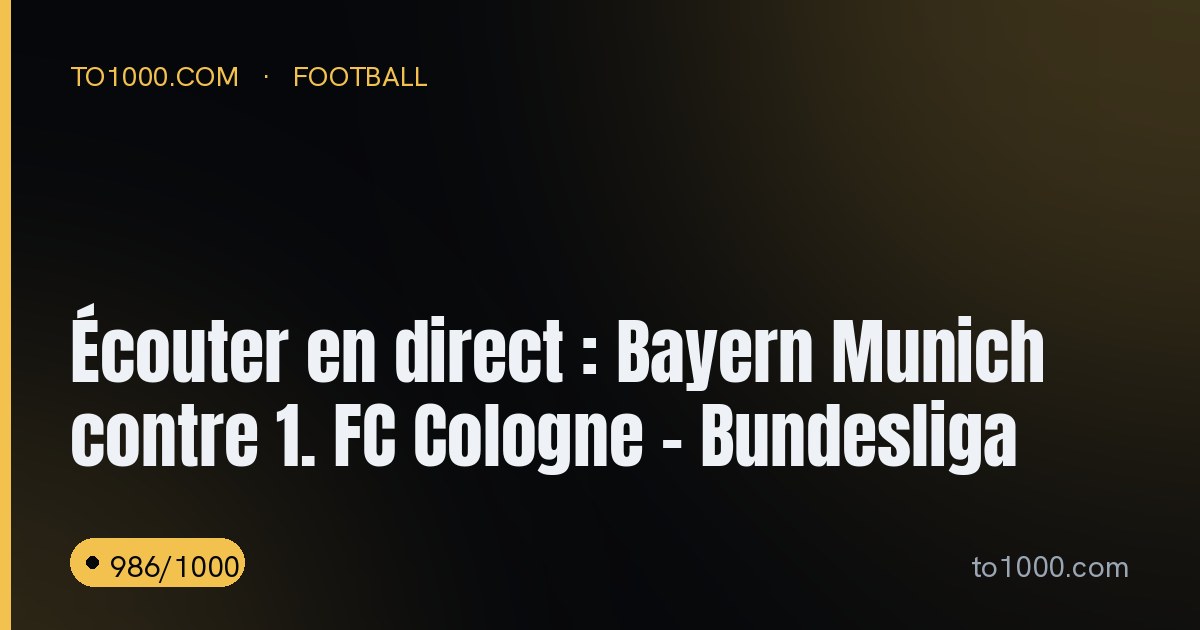 TO1000.COM · FOOTBALL
Écouter en direct : Bayern Munich
contre 1. FC Cologne - Bundesliga
986/1000
to1000.com